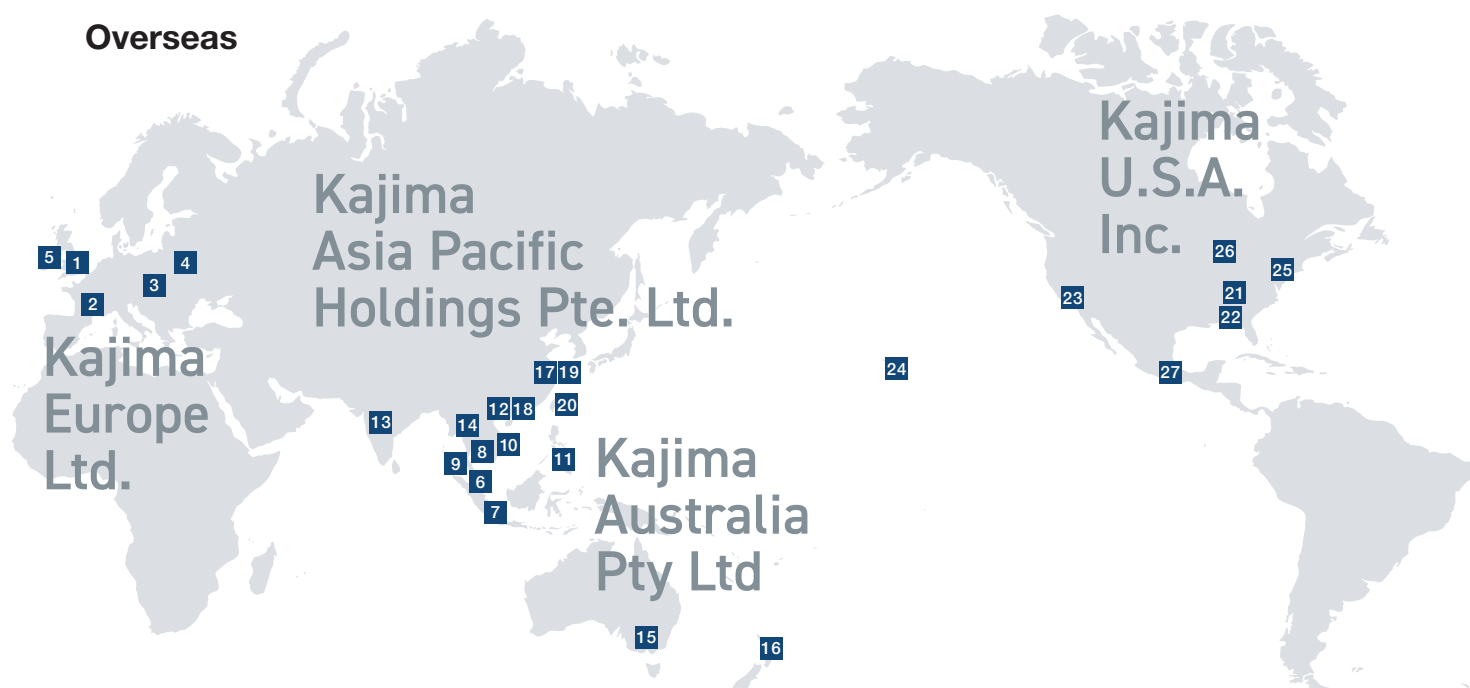 Overseas
Kajima
U.S.A.
Inc.
Kajima
Asia Pacific
Holdings Pte. Ltd.
Kajima
Europe
Ltd.
Kajima
Australia
Pty Ltd
5
1
4
3
2
26
25
21
23
22
17
19
24
27
12
18
20
13
14
10
8
11
9
6
7
15
16